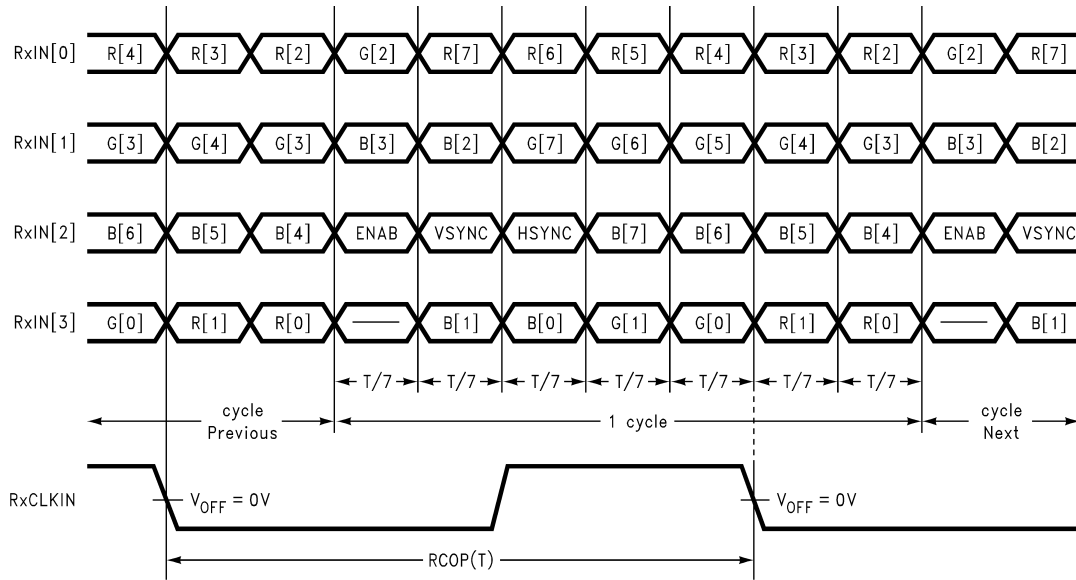 RxIN[0] R[4] R[3] R[2] G[2] R[7] R[6] R[5] R[4] R[3] R[2] G[2] R[7]
RxIN[1] G[3] G[4] G[3] B[3] B[2] G[7] G[6] G[5] G[4] G[3] B[3] B[2]
RxIN[2] B[6] B[5] B[4] ENAB VSYNC HSYNC B[7] B[6] B[5] B[4] ENAB VSYNC
RxIN[3] G[0] R[1] R[0] — B[1] B[0] G[1] G[0] R[1] R[0] — B[1]
T/7 T/7 T/7 T/7 T/7 T/7 T/7
cycle
Previous
1 cycle
cycle
Next
RxCLKIN
VOFF = 0V
VOFF = 0V
RCOP(T)